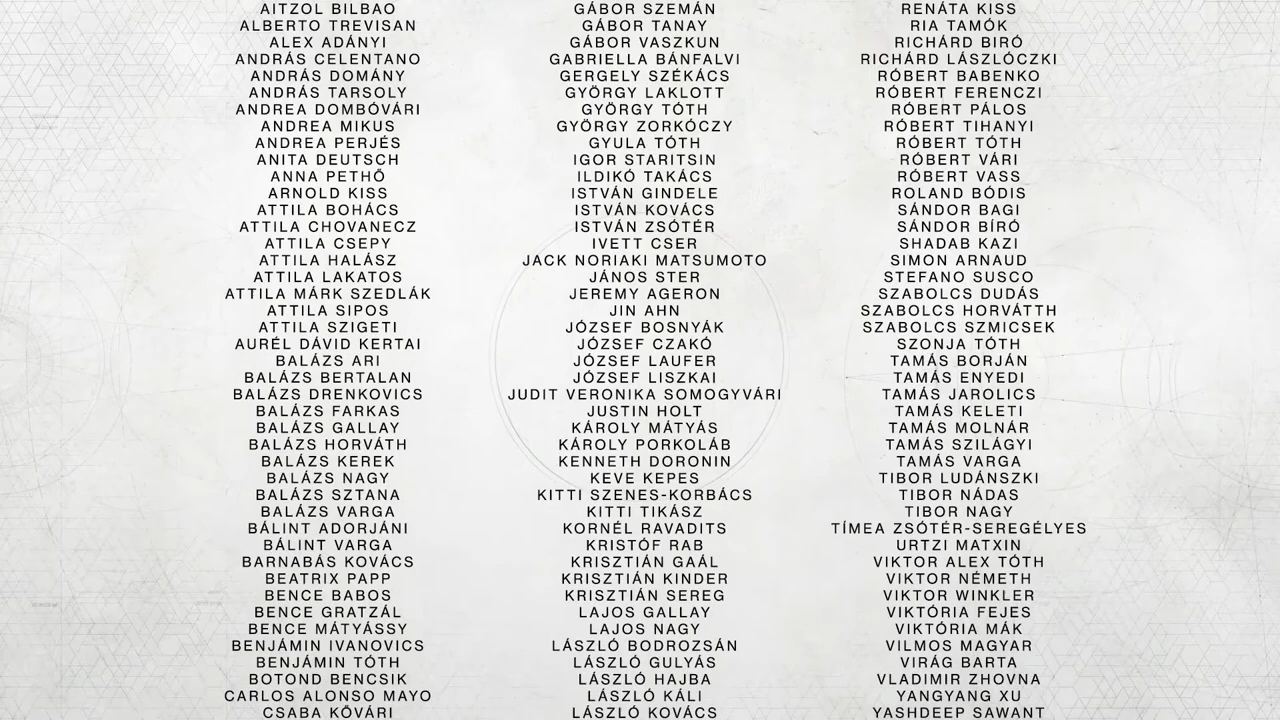 AITZOL BILBAO
ALBERTO TREVISAN
ALEX ADÁNYI
ANDRÁS CELENTANO
ANDRÁS DOMÁNY
ANDRÁS TARSOLY
ANDREA DOMBÓVÁRI
ANDREA MIKUS
ANDREA PERJÉS
ANITA DEUTSCH
ANNA PETHŐ
ARNOLD KISS
ATTILA BOHÁCS
ATTILA CHOVANECZ
ATTILA CSEPY
ATTILA HALÁSZ
ATTILA LAKATOS
ATTILA MÁRK SZEDLÁK
ATTILA SIPOS
ATTILA SZIGETI
AURÉL DÁVID KERTAI
BALÁZS ARI
BALÁZS BERTALAN
BALÁZS DRENKOVICS
BALÁZS FARKAS
BALÁZS GALLAY
BALÁZS HORVÁTH
BALÁZS KEREK
BALÁZS NAGY
BALÁZS SZTANA
BALÁZS VARGA
BÁLINT ADORJÁNI
BÁLINT VARGA
BARNABÁS KOVÁCS
BEATRIX PAPP
BENCE BABOS
BENCE GRATZÁL
BENCE MÁTYÁSSY
BENJÁMIN IVANOVICS
BENJÁMIN TÓTH
BOTOND BENCSIK
CARLOS ALONSO MAYO
CSABA KŐVÁRI
GÁBOR SZEMÁN
GÁBOR TANAY
GÁBOR VASZKUN
GABRIELLA BÁNFALVI
GERGELY SZÉKÁCS
GYÖRGY LAKLOTT
GYÖRGY TÓTH
GYÖRGY ZORKÓCZY
GYULA TÓTH
IGOR STARITSIN
ILDIKÓ TAKÁCS
ISTVÁN GINDELE
ISTVÁN KOVÁCS
ISTVÁN ZSÓTÉR
IVETT CSER
JACK NORIAKI MATSUMOTO
JÁNOS STER
JEREMY AGERON
JIN AHN
JÓZSEF BOSNYÁK
JÓZSEF CZAKÓ
JÓZSEF LAUFER
JÓZSEF LISZKAI
JUDIT VERONIKA SOMOGYVÁRI
JUSTIN HOLT
KÁROLY MÁTYÁS
KÁROLY PORKOLÁB
KENNETH DORONIN
KEVE KEPES
KITTI SZENES-KORBÁCS
KITTI TIKÁSZ
KORNÉL RAVADITS
KRISTÓF RAB
KRISZTIÁN GAÁL
KRISZTIÁN KINDER
KRISZTIÁN SEREG
LAJOS GALLAY
LAJOS NAGY
LÁSZLÓ BODROZSÁN
LÁSZLÓ GULYÁS
LÁSZLÓ HAJBA
LÁSZLÓ KÁLI
LÁSZLÓ KOVÁCS
RENÁTA KISS
RIA TAMÓK
RICHÁRD BIRÓ
RICHÁRD LÁSZLÓCZKI
RÓBERT BABENKO
RÓBERT FERENCZI
RÓBERT PÁLOS
RÓBERT TIHANYI
RÓBERT TÓTH
RÓBERT VÁRI
RÓBERT VASS
ROLAND BÓDIS
SÁNDOR BAGI
SÁNDOR BÍRÓ
SHADAB KAZI
SIMON ARNAUD
STEFANO SUSCO
SZABOLCS DUDÁS
SZABOLCS HORVÁTTH
SZABOLCS SZMICSEK
SZONJA TÓTH
TAMÁS BORJÁN
TAMÁS ENYEDI
TAMÁS JAROLICS
TAMÁS KELETI
TAMÁS MOLNÁR
TAMÁS SZILÁGYI
TAMÁS VARGA
TIBOR LUDÁNSZKI
TIBOR NÁDAS
TIBOR NAGY
TÍMEA ZSÓTÉR-SEREGÉLYES
URTZI MATXIN
VIKTOR ALEX TÓTH
VIKTOR NÉMETH
VIKTOR WINKLER
VIKTÓRIA FEJES
VIKTÓRIA MÁK
VILMOS MAGYAR
VIRÁG BARTA
VLADIMIR ZHOVNA
YANGYANG XU
YASHDEEP SAWANT